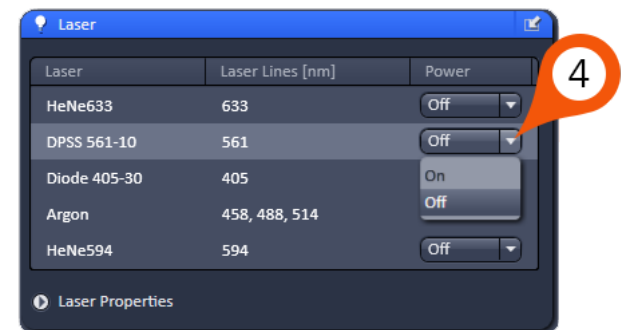 Laser
4
Laser Laser Lines [nm] Power
HeNe633 633 Off
DPSS 561-10 561 Off
Diode 405-30 405 On
Argon 458, 488, 514 Off
HeNe594 594 Off
Laser Properties